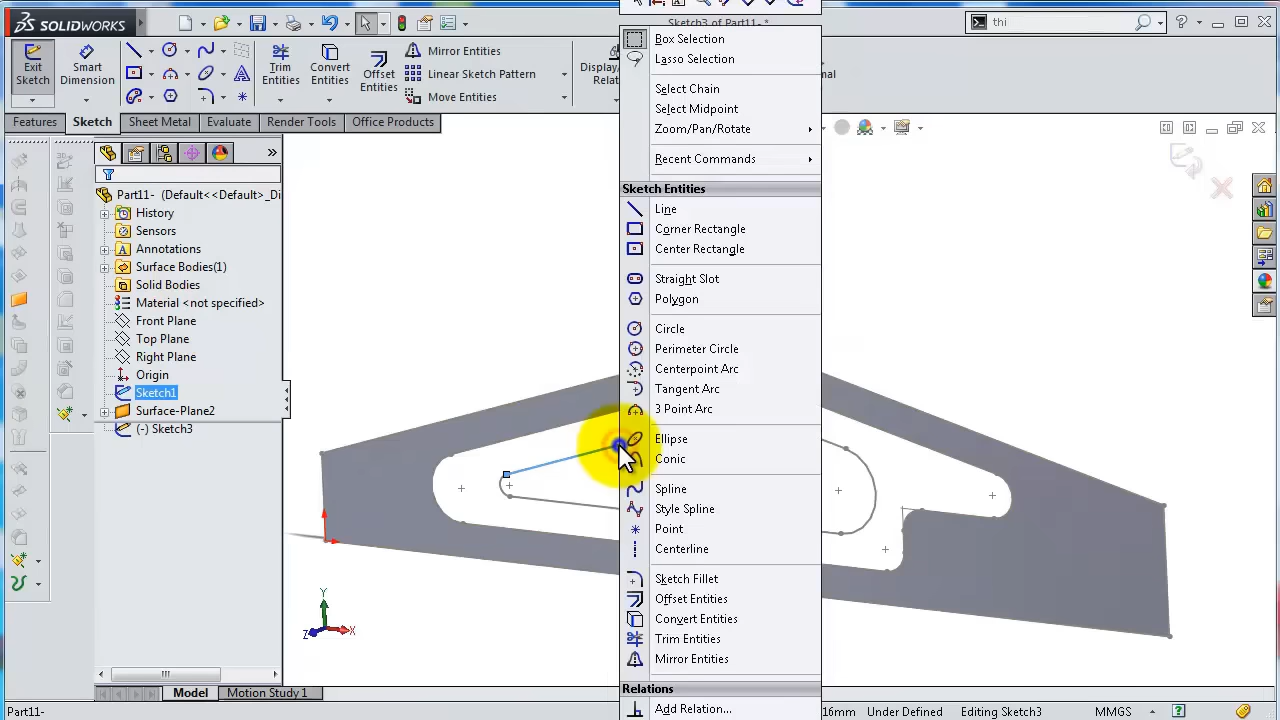 SOLIDWORKS
Sketch3 of Part11- *
thi
Exit Sketch
Smart Dimension
Trim Entities
Convert Entities
Offset Entities
Mirror Entities
Linear Sketch Pattern
Move Entities
Display/
Features
Sketch
Sheet Metal
Evaluate
Render Tools
Office Products
Part11- (Default<<Default>_Di
History
Sensors
Annotations
Surface Bodies(1)
Solid Bodies
Material <not specified>
Front Plane
Top Plane
Right Plane
Origin
Sketch1
Surface-Plane2
(-) Sketch3
Box Selection
Lasso Selection
Select Chain
Select Midpoint
Zoom/Pan/Rotate
Recent Commands
Sketch Entities
Line
Corner Rectangle
Center Rectangle
Straight Slot
Polygon
Circle
Perimeter Circle
Centerpoint Arc
Tangent Arc
3 Point Arc
Ellipse
Conic
Spline
Style Spline
Point
Centerline
Sketch Fillet
Offset Entities
Convert Entities
Trim Entities
Mirror Entities
Relations
Add Relation...
Y
X
Z
Model
Motion Study 1
Part11-
16mm
Under Defined
Editing Sketch3
MMGS